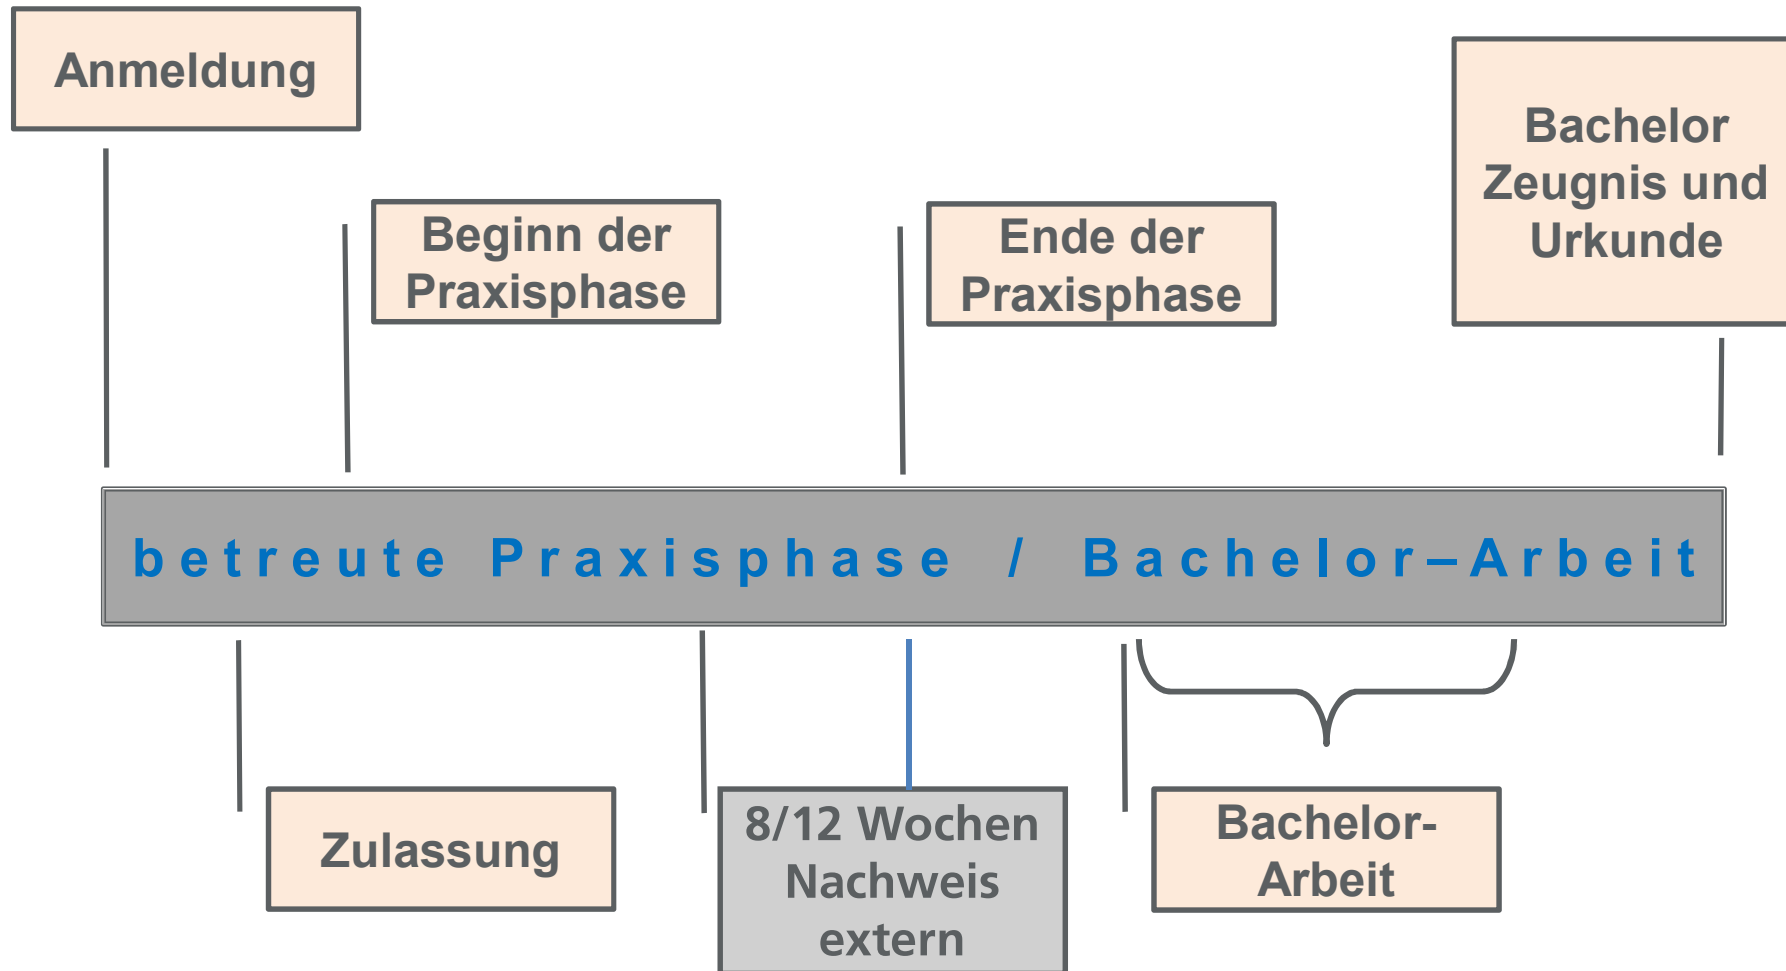 Anmeldung
Bachelor
Zeugnis und
Urkunde
Beginn der
Praxisphase
Ende der
Praxisphase
betreute Praxisphase / Bachelor–Arbeit
Zulassung
8/12 Wochen
Nachweis
extern
Bachelor-
Arbeit